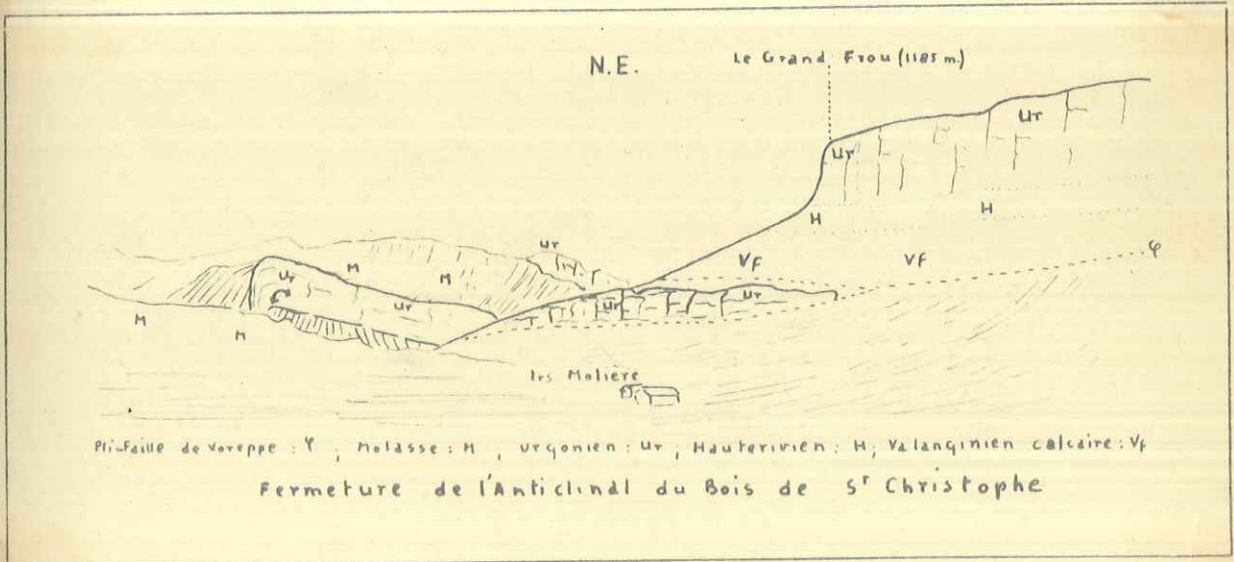 N.E.
Le Grand Frou (1185 m.)
Ur
Ur
H
H
φ
Vf
Vf
Ur
M
M
Ur
Ur
Ur
Ur
M
M
les Molière
Pli-Faille de Voreppe : φ ; Molasse : M ; Urgonien : Ur ; Hauterivien : H ; Valanginien calcaire : Vf
Fermeture de l'Anticlinal du Bois de St Christophe